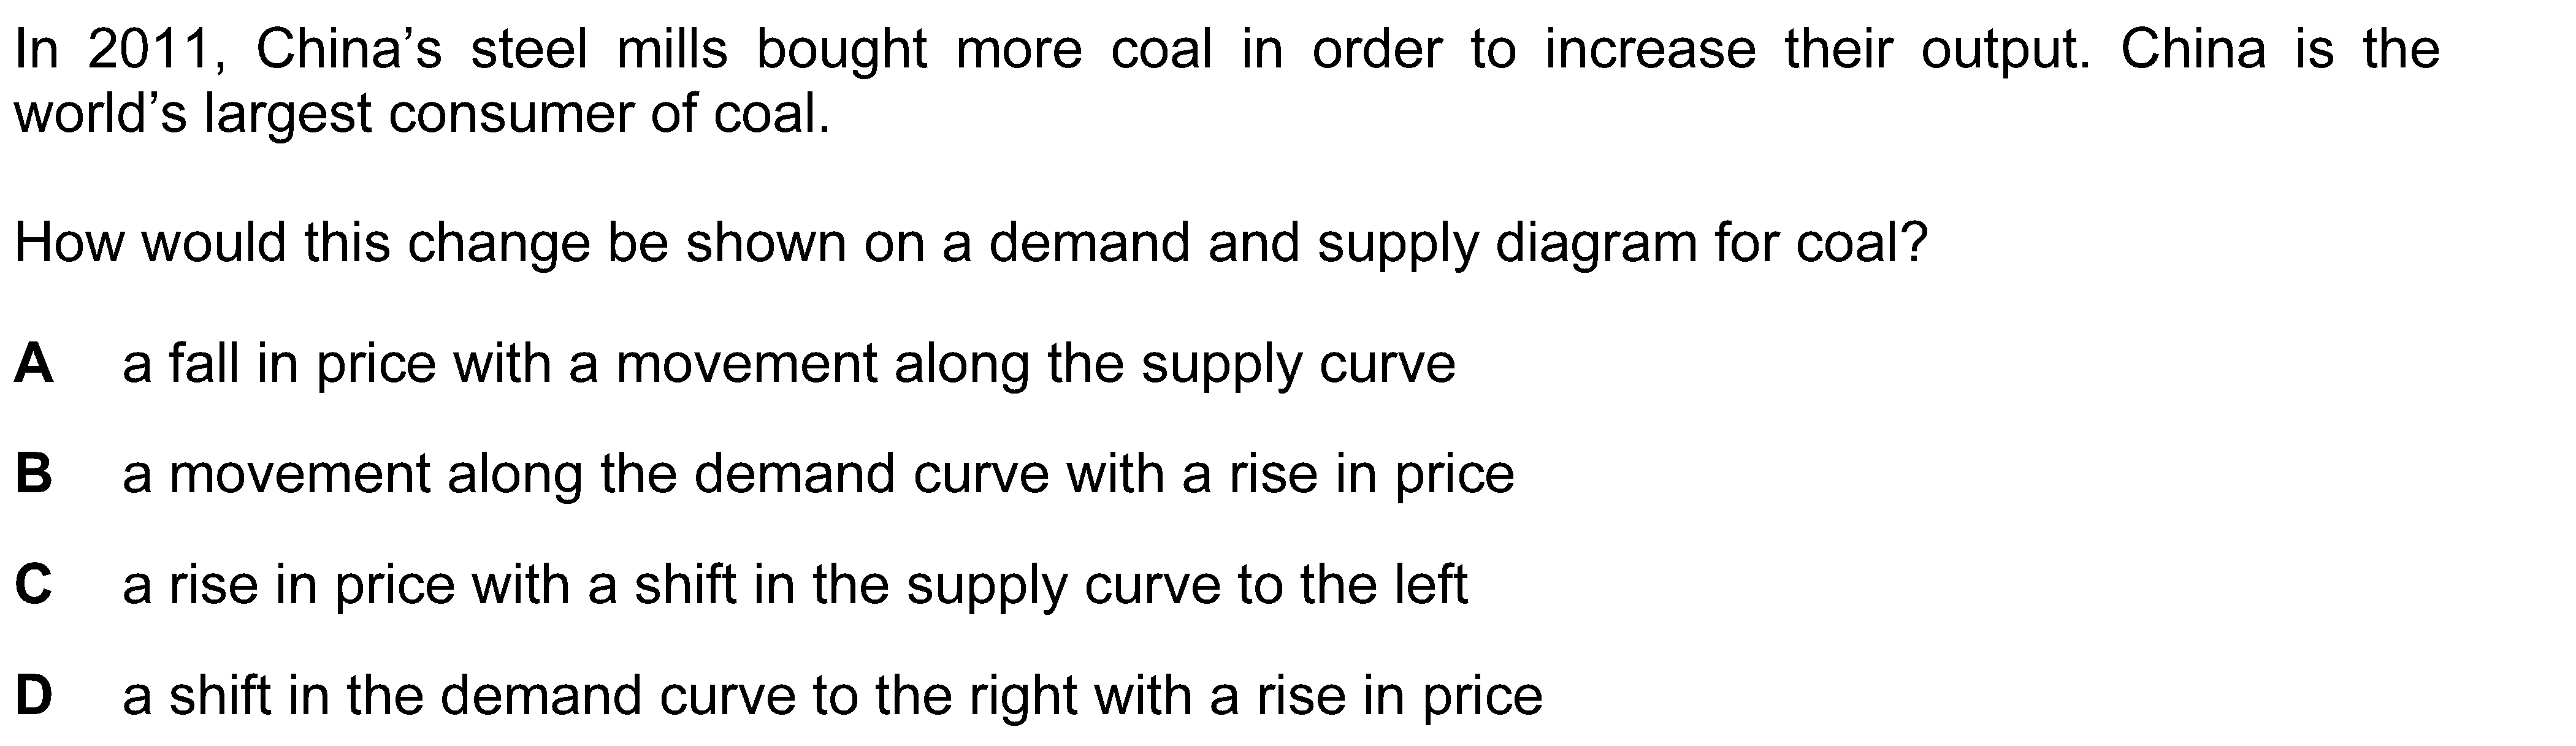 In 2011, China’s steel mills bought more coal in order to increase their output. China is the
world’s largest consumer of coal.
How would this change be shown on a demand and supply diagram for coal?
A a fall in price with a movement along the supply curve
B a movement along the demand curve with a rise in price
C a rise in price with a shift in the supply curve to the left
D a shift in the demand curve to the right with a rise in price